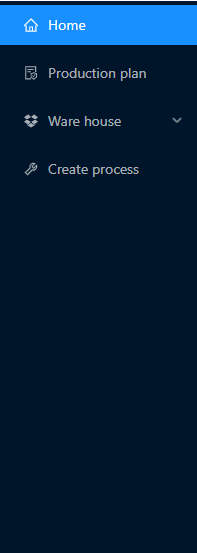 Home
Production plan
Ware house
Create process